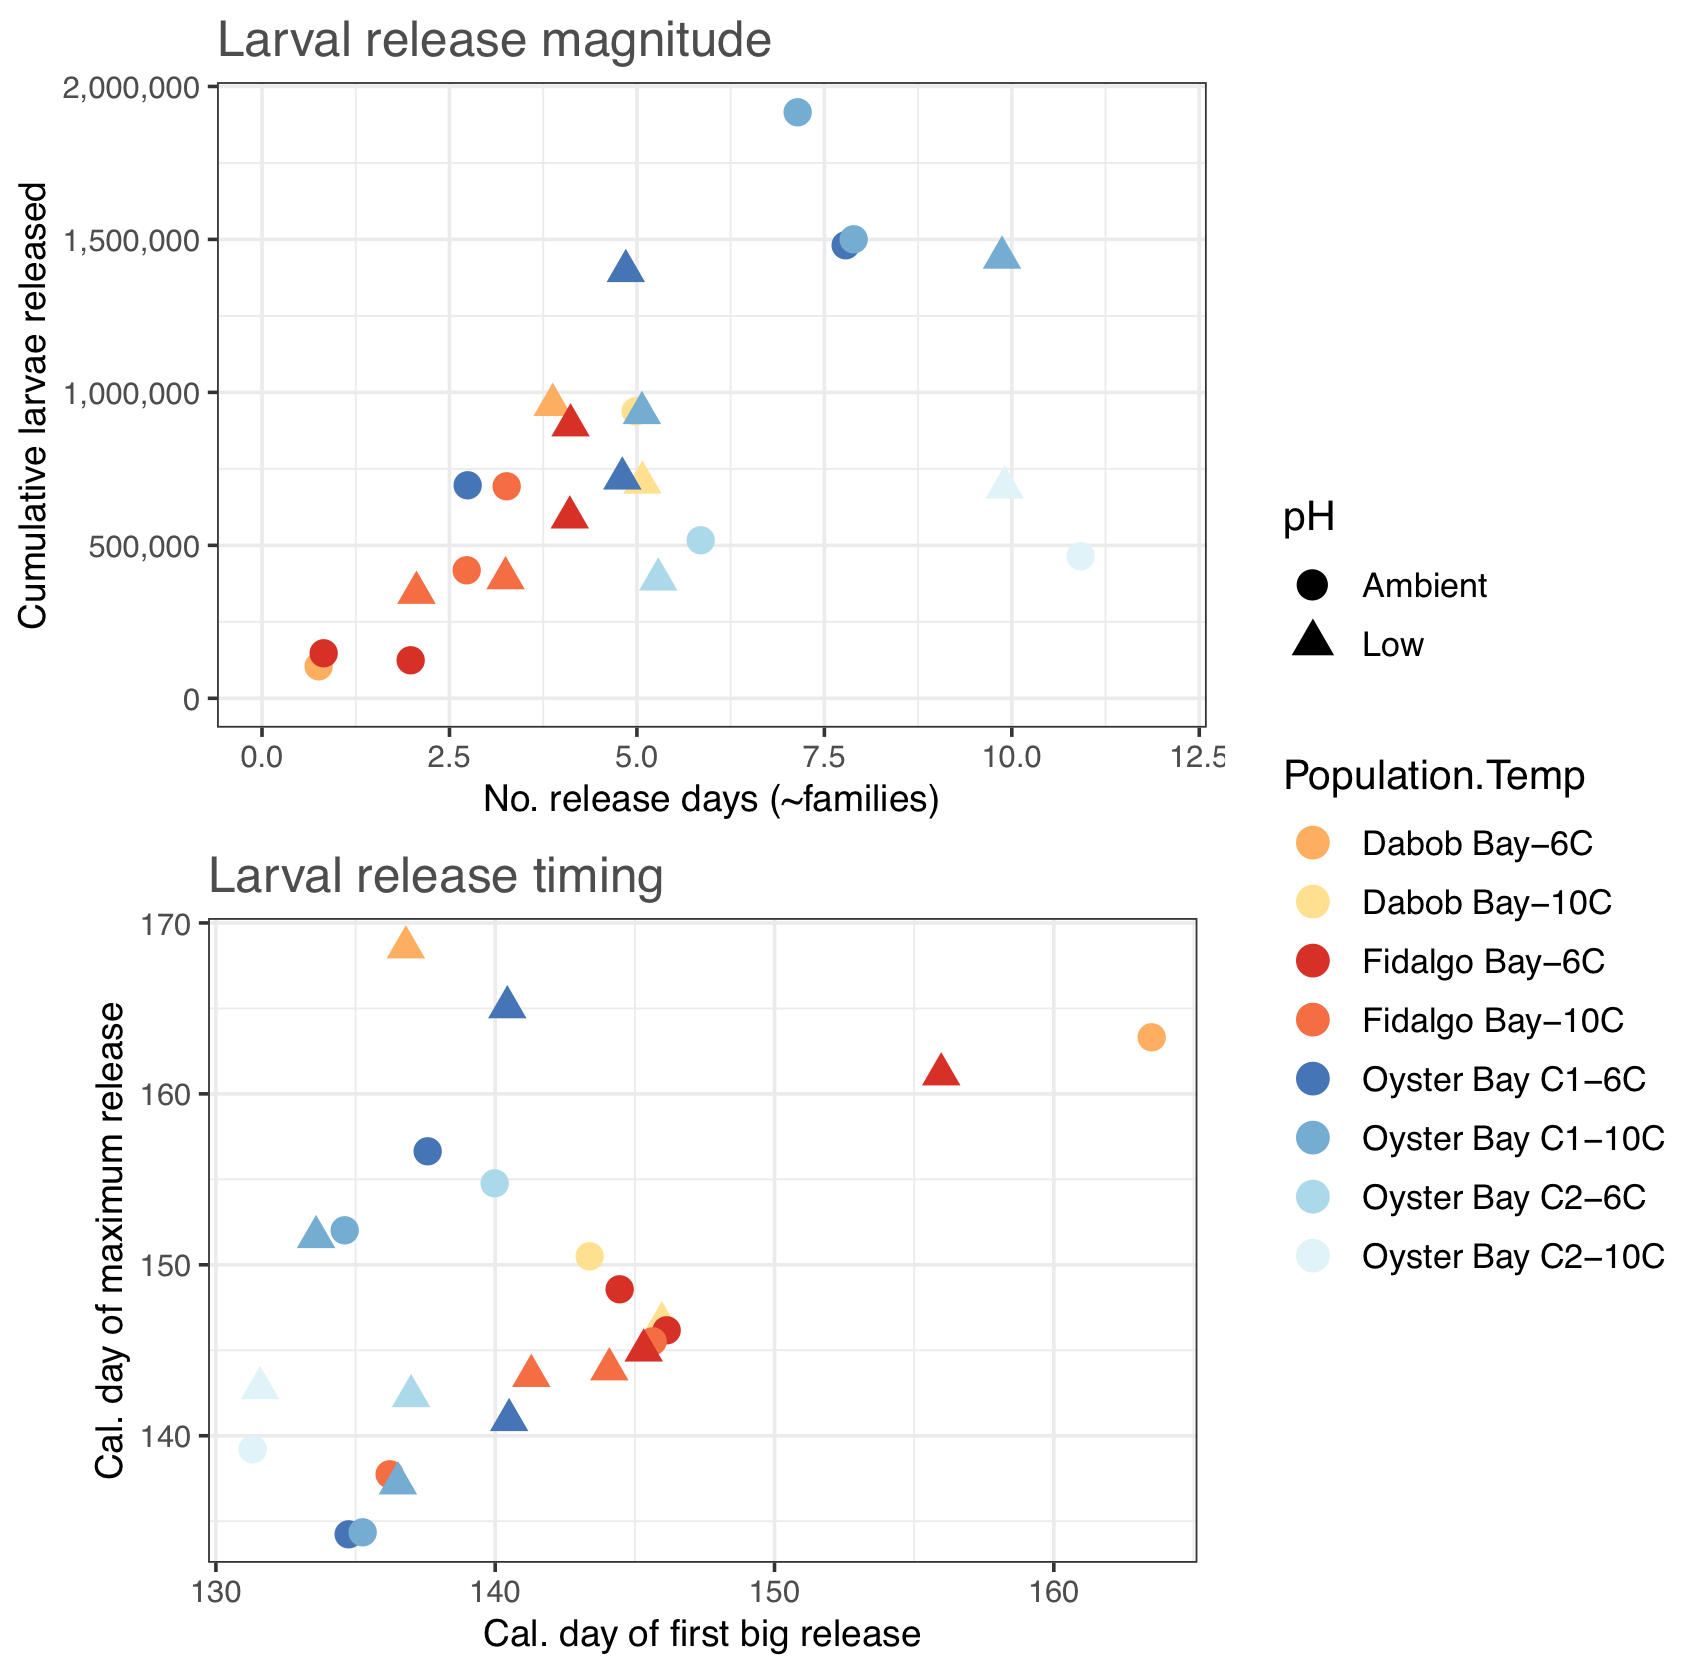 Larval release magnitude
2,000,000
1,500,000
1,000,000
500,000
0
Cumulative larvae released
0.0 2.5 5.0 7.5 10.0 12.5
No. release days (~families)
Larval release timing
170
160
150
140
Cal. day of maximum release
130 140 150 160
Cal. day of first big release
pH
Ambient
Low
Population.Temp
Dabob Bay−6C
Dabob Bay−10C
Fidalgo Bay−6C
Fidalgo Bay−10C
Oyster Bay C1−6C
Oyster Bay C1−10C
Oyster Bay C2−6C
Oyster Bay C2−10C